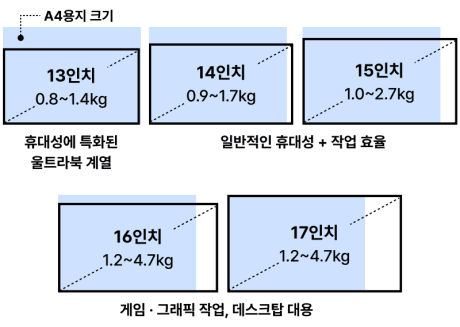 A4용지 크기
13인치
0.8~1.4kg
14인치
0.9~1.7kg
15인치
1.0~2.7kg
휴대성에 특화된
울트라북 계열
일반적인 휴대성 + 작업 효율
16인치
1.2~4.7kg
17인치
1.2~4.7kg
게임 · 그래픽 작업, 데스크탑 대용